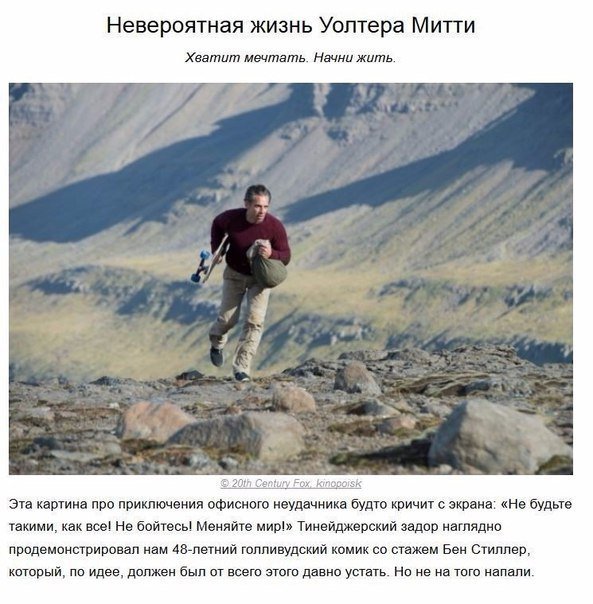 Невероятная жизнь Уолтера Митти
Хватит мечтать. Начни жить.
© 20th Century Fox, kinopoisk
Эта картина про приключения офисного неудачника будто кричит с экрана: «Не будьте
такими, как все! Не бойтесь! Меняйте мир!» Тинейджерский задор наглядно
продемонстрировал нам 48-летний голливудский комик со стажем Бен Стиллер,
который, по идее, должен был от всего этого давно устать. Но не на того напали.